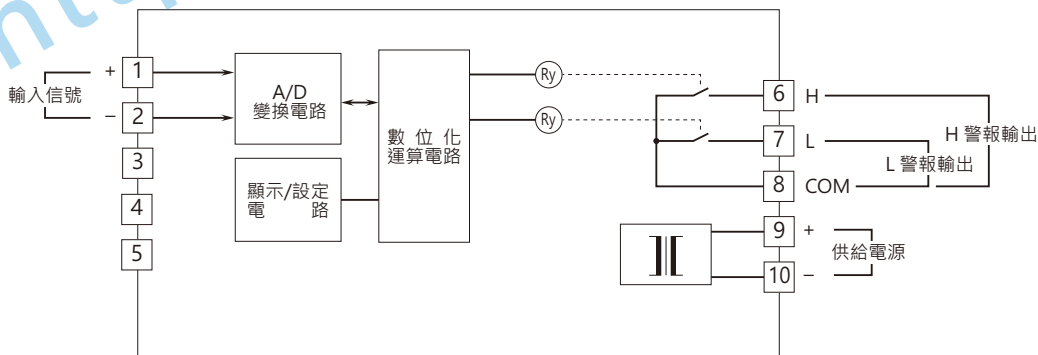 + 1
輸入信號
− 2
3
4
5
A/D
變換電路
顯示/設定
電 路
數位化
運算電路
Ry
Ry
6 H
7 L
8 COM
H 警報輸出
L 警報輸出
9 +
供給電源
10 −